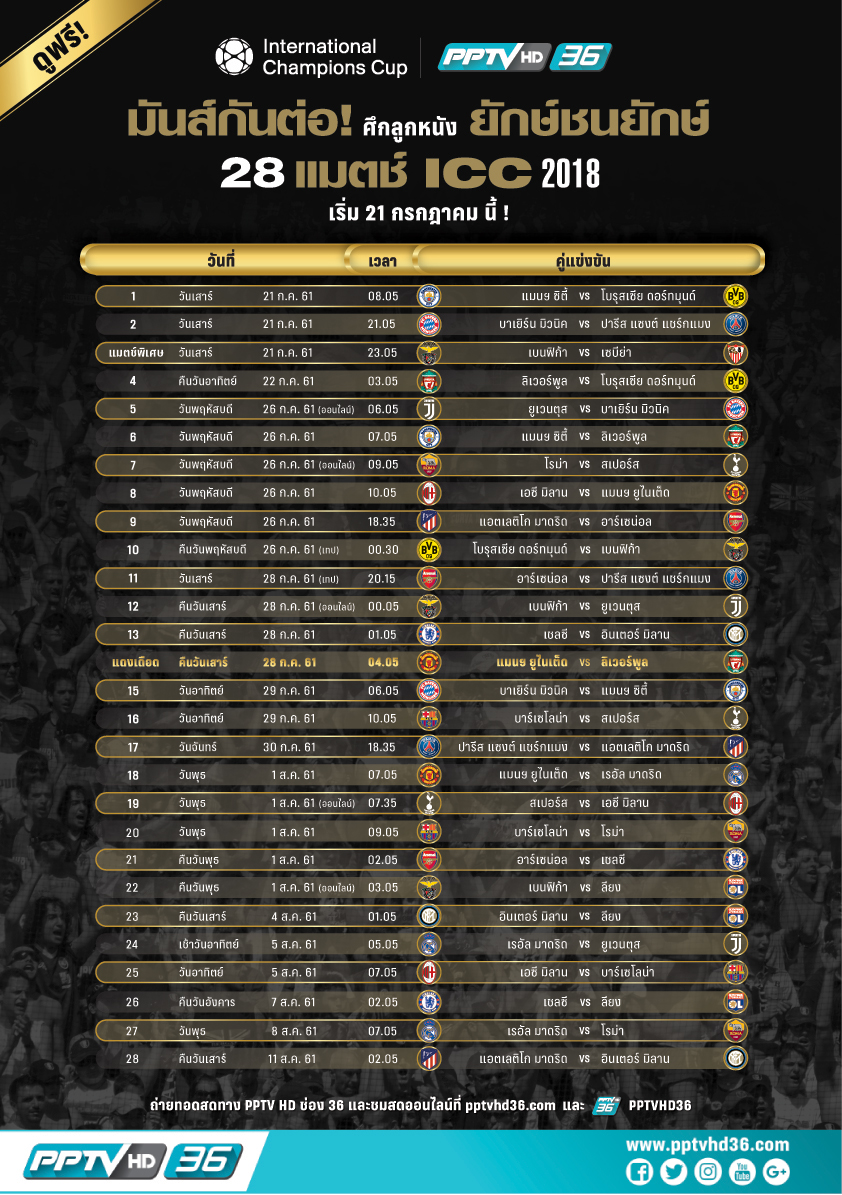 ดูฟรี!
International
Champions Cup
PPTV HD 36
มันส์กันต่อ! ศึกลูกหนัง ยักษ์ชนยักษ์
28 แมตช์ ICC 2018
เริ่ม 21 กรกฎาคม นี้ !
วันที่ เวลา คู่แข่งขัน
1 วันเสาร์ 21 ก.ค. 61 08.05 แมนฯ ซิตี้ VS โบรุสเซีย ดอร์ทมุนด์
2 วันเสาร์ 21 ก.ค. 61 21.05 บาเยิร์น มิวนิค VS ปารีส แซงต์ แชร์กแมง
แมตช์พิเศษ วันเสาร์ 21 ก.ค. 61 23.05 เบนฟิก้า VS เซบีย่า
4 คืนวันอาทิตย์ 22 ก.ค. 61 03.05 ลิเวอร์พูล VS โบรุสเซีย ดอร์ทมุนด์
5 วันพฤหัสบดี 26 ก.ค. 61 (ออนไลน์) 06.05 ยูเวนตุส VS บาเยิร์น มิวนิค
6 วันพฤหัสบดี 26 ก.ค. 61 07.05 แมนฯ ซิตี้ VS ลิเวอร์พูล
7 วันพฤหัสบดี 26 ก.ค. 61 (ออนไลน์) 09.05 โรม่า VS สเปอร์ส
8 วันพฤหัสบดี 26 ก.ค. 61 10.05 เอซี มิลาน VS แมนฯ ยูไนเต็ด
9 วันพฤหัสบดี 26 ก.ค. 61 18.35 แอตเลติโก มาดริด VS อาร์เซน่อล
10 คืนวันพฤหัสบดี 26 ก.ค. 61 (เทป) 00.30 โบรุสเซีย ดอร์ทมุนด์ VS เบนฟิก้า
11 วันเสาร์ 28 ก.ค. 61 (เทป) 20.15 อาร์เซน่อล VS ปารีส แซงต์ แชร์กแมง
12 คืนวันเสาร์ 28 ก.ค. 61 (ออนไลน์) 00.05 เบนฟิก้า VS ยูเวนตุส
13 คืนวันเสาร์ 28 ก.ค. 61 01.05 เชลซี VS อินเตอร์ มิลาน
แดงเดือด คืนวันเสาร์ 28 ก.ค. 61 04.05 แมนฯ ยูไนเต็ด VS ลิเวอร์พูล
15 วันอาทิตย์ 29 ก.ค. 61 06.05 บาเยิร์น มิวนิค VS แมนฯ ซิตี้
16 วันอาทิตย์ 29 ก.ค. 61 10.05 บาร์เซโลน่า VS สเปอร์ส
17 วันจันทร์ 30 ก.ค. 61 18.35 ปารีส แซงต์ แชร์กแมง VS แอตเลติโก มาดริด
18 วันพุธ 1 ส.ค. 61 07.05 แมนฯ ยูไนเต็ด VS เรอัล มาดริด
19 วันพุธ 1 ส.ค. 61 (ออนไลน์) 07.35 สเปอร์ส VS เอซี มิลาน
20 วันพุธ 1 ส.ค. 61 09.05 บาร์เซโลน่า VS โรม่า
21 คืนวันพุธ 1 ส.ค. 61 02.05 อาร์เซน่อล VS เชลซี
22 คืนวันพุธ 1 ส.ค. 61 (ออนไลน์) 03.05 เบนฟิก้า VS ลียง
23 คืนวันเสาร์ 4 ส.ค. 61 01.05 อินเตอร์ มิลาน VS ลียง
24 เช้าวันอาทิตย์ 5 ส.ค. 61 05.05 เรอัล มาดริด VS ยูเวนตุส
25 วันอาทิตย์ 5 ส.ค. 61 07.05 เอซี มิลาน VS บาร์เซโลน่า
26 คืนวันอังคาร 7 ส.ค. 61 02.05 เชลซี VS ลียง
27 วันพุธ 8 ส.ค. 61 07.05 เรอัล มาดริด VS โรม่า
28 คืนวันเสาร์ 11 ส.ค. 61 02.05 แอตเลติโก มาดริด VS อินเตอร์ มิลาน
ถ่ายทอดสดทาง PPTV HD ช่อง 36 และชมสดออนไลน์ที่ pptvhd36.com และ PPTVHD36
PPTV HD 36
www.pptvhd36.com